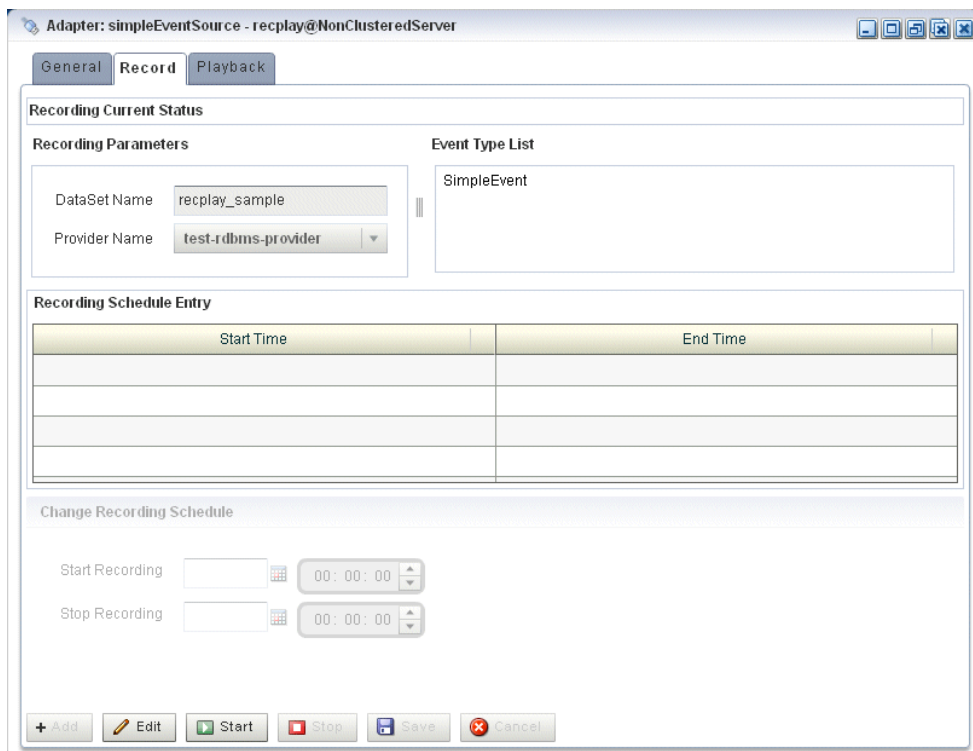 Adapter: simpleEventSource - recplay@NonClusteredServer
General Record Playback
Recording Current Status
Recording Parameters
DataSet Name recplay_sample
Provider Name test-rdbms-provider
Event Type List
SimpleEvent
Recording Schedule Entry
Start Time End Time
Change Recording Schedule
Start Recording 00: 00: 00
Stop Recording 00: 00: 00
+ Add Edit Start Stop Save Cancel